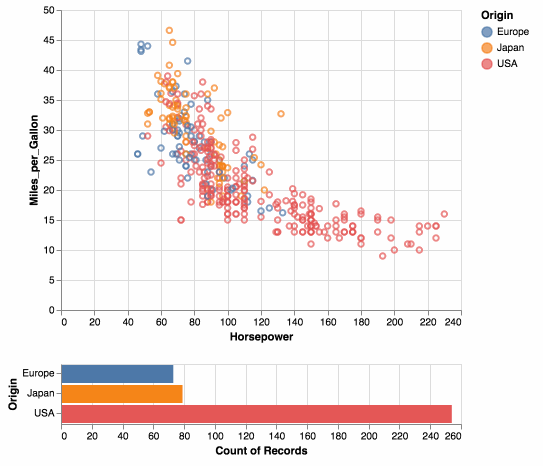 50
45
40
35
30
25
20
15
10
5
0
Miles_per_Gallon
0 20 40 60 80 100 120 140 160 180 200 220 240
Horsepower
Origin
Europe
Japan
USA
Origin
Europe
Japan
USA
0 20 40 60 80 100 120 140 160 180 200 220 240 260
Count of Records